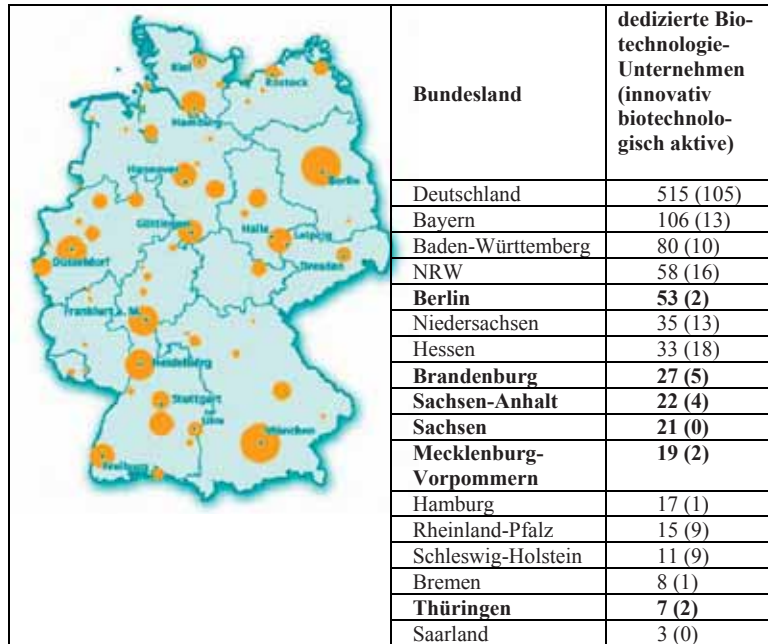 Kiel
Rostock
Hamburg
Hannover
Berlin
Göttingen
Halle
Leipzig
Düsseldorf
Dresden
Frankfurt a. M.
Heidelberg
Stuttgart
Ulm
München
Freiburg
Bundesland
dedizierte Bio-
technologie-
Unternehmen
(innovativ
biotechnolo-
gisch aktive)
Deutschland 515 (105)
Bayern 106 (13)
Baden-Württemberg 80 (10)
NRW 58 (16)
Berlin 53 (2)
Niedersachsen 35 (13)
Hessen 33 (18)
Brandenburg 27 (5)
Sachsen-Anhalt 22 (4)
Sachsen 21 (0)
Mecklenburg- 19 (2)
Vorpommern
Hamburg 17 (1)
Rheinland-Pfalz 15 (9)
Schleswig-Holstein 11 (9)
Bremen 8 (1)
Thüringen 7 (2)
Saarland 3 (0)